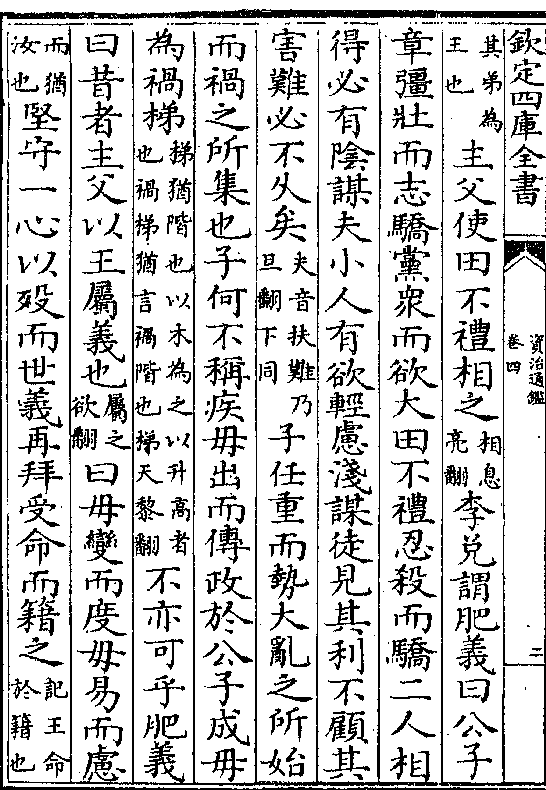 欽定四庫全書
資治通鑑
卷四
二
其弟為王也主父使田不禮相之相息亮翻李兌謂肥義曰公子
章彊壯而志驕黨衆而欲大田不禮忍殺而驕二人相
得必有陰謀夫小人有欲輕慮淺謀徒見其利不顧其
害難必不久矣夫音扶難乃旦翻下同子任重而勢大亂之所始
而禍之所集也子何不稱疾毋出而傳政於公子成毋
為禍梯梯猶階也以木為之以升高者也禍梯猶言禍階也梯天黎翻不亦可乎肥義
曰昔者主父以王屬義也屬之欲翻曰毋變而度毋易而慮
而猶汝也堅守一心以歿而世義再拜受命而籍之記王命於籍也